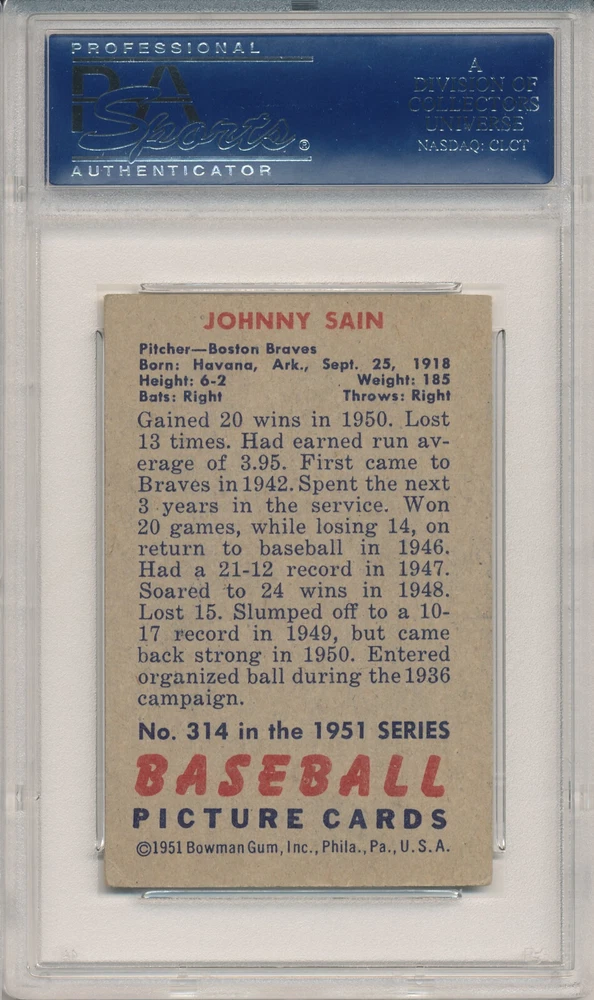 PROFESSIONAL
PSA
Sports®
AUTHENTICATOR
A
DIVISION OF
COLLECTORS
UNIVERSE
NASDAQ: CLCT
JOHNNY SAIN
Pitcher—Boston Braves
Born: Havana, Ark., Sept. 25, 1918
Height: 6-2 Weight: 185
Bats: Right Throws: Right
Gained 20 wins in 1950. Lost
13 times. Had earned run av-
erage of 3.95. First came to
Braves in 1942. Spent the next
3 years in the service. Won
20 games, while losing 14, on
return to baseball in 1946.
Had a 21-12 record in 1947.
Soared to 24 wins in 1948.
Lost 15. Slumped off to a 10-
17 record in 1949, but came
back strong in 1950. Entered
organized ball during the 1936
campaign.
No. 314 in the 1951 SERIES
BASEBALL
PICTURE CARDS
©1951 Bowman Gum, Inc., Phila., Pa., U.S.A.